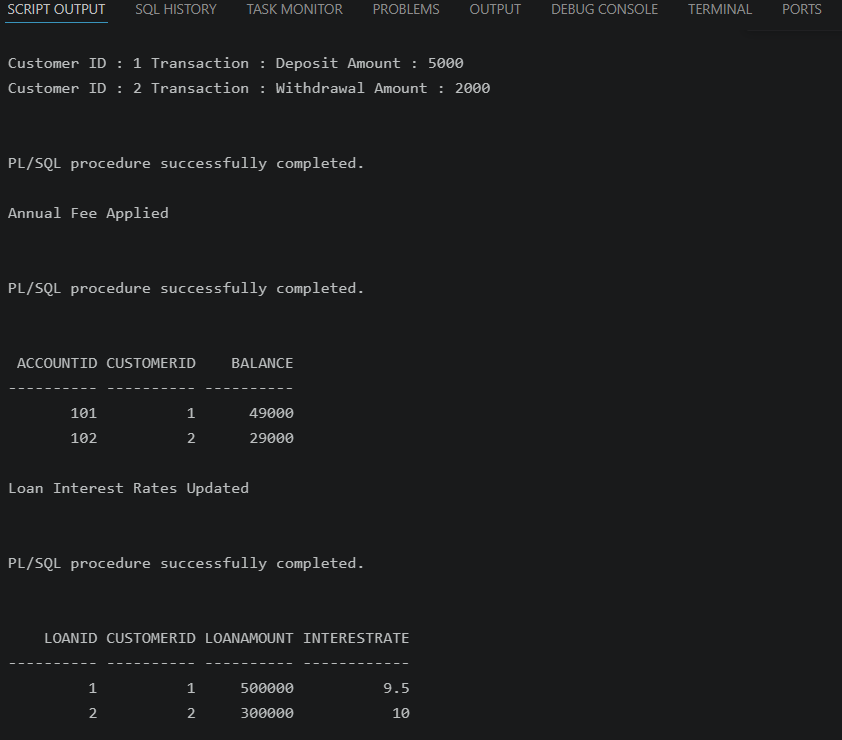 SCRIPT OUTPUT SQL HISTORY TASK MONITOR PROBLEMS OUTPUT DEBUG CONSOLE TERMINAL PORTS
Customer ID : 1 Transaction : Deposit Amount : 5000
Customer ID : 2 Transaction : Withdrawal Amount : 2000
PL/SQL procedure successfully completed.
Annual Fee Applied
PL/SQL procedure successfully completed.
 ACCOUNTID CUSTOMERID    BALANCE
---------- ---------- ----------
       101          1      49000
       102          2      29000
Loan Interest Rates Updated
PL/SQL procedure successfully completed.
    LOANID CUSTOMERID LOANAMOUNT INTERESTRATE
---------- ---------- ---------- ------------
         1          1     500000          9.5
         2          2     300000           10